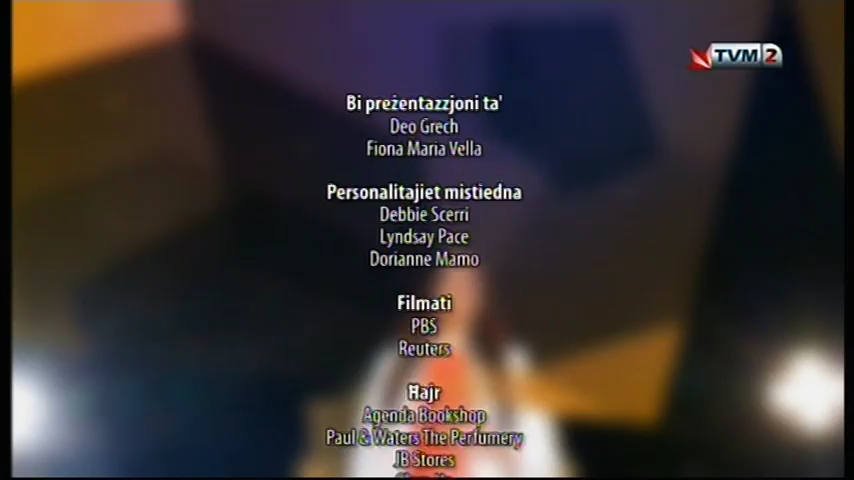 TVM 2
Bi preżentazzjoni ta'
Deo Grech
Fiona Maria Vella
Personalitajiet mistiedna
Debbie Scerri
Lyndsay Pace
Dorianne Mamo
Filmati
PBS
Reuters
Ħajr
Agenda Bookshop
Paul & Waters The Perfumery
JB Stores